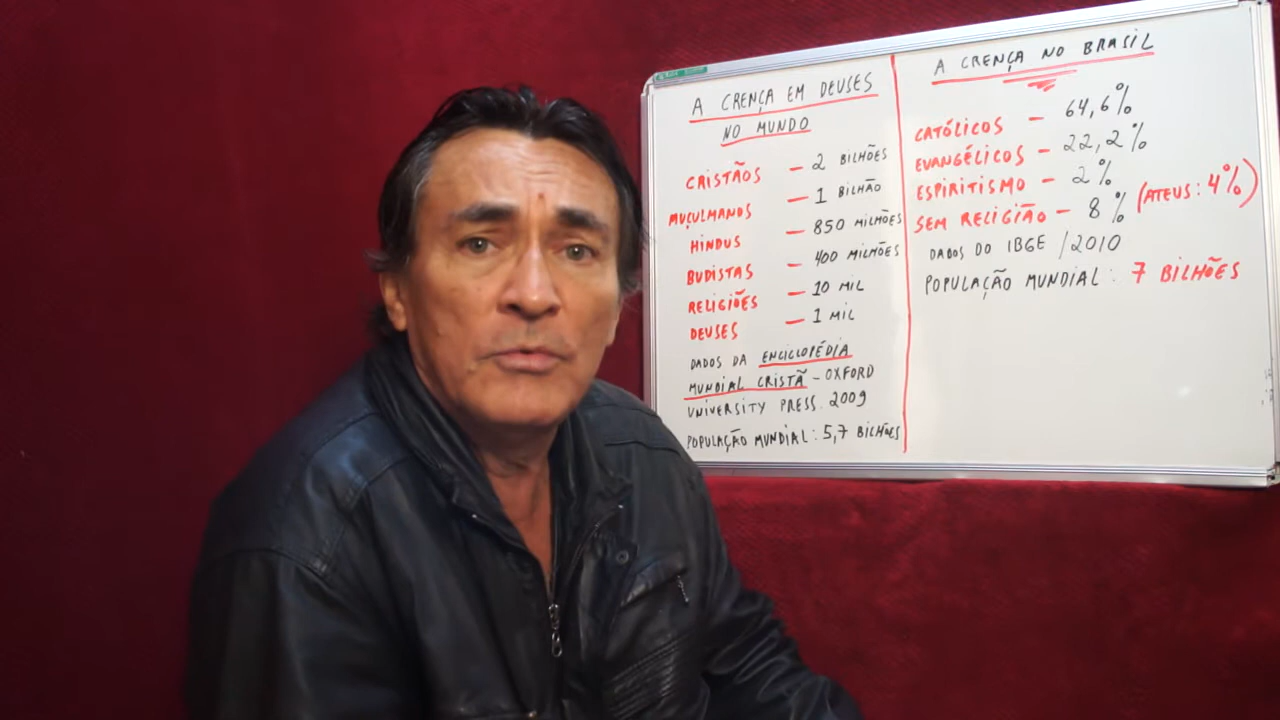 A CRENÇA EM DEUSES
NO MUNDO
CRISTÃOS — 2 BILHÕES
MUÇULMANOS — 1 BILHÃO
HINDUS — 850 MILHÕES
BUDISTAS — 400 MILHÕES
RELIGIÕES — 10 MIL
DEUSES — 1 MIL
DADOS DA ENCICLOPÉDIA
MUNDIAL CRISTÃ - OXFORD
UNIVERSITY PRESS. 2009
POPULAÇÃO MUNDIAL: 5,7 BILHÕES
A CRENÇA NO BRASIL
CATÓLICOS — 64,6%
EVANGÉLICOS — 22,2%
ESPIRITISMO — 2%
SEM RELIGIÃO — 8% (ATEUS: 4%)
DADOS DO IBGE / 2010
POPULAÇÃO MUNDIAL: 7 BILHÕES